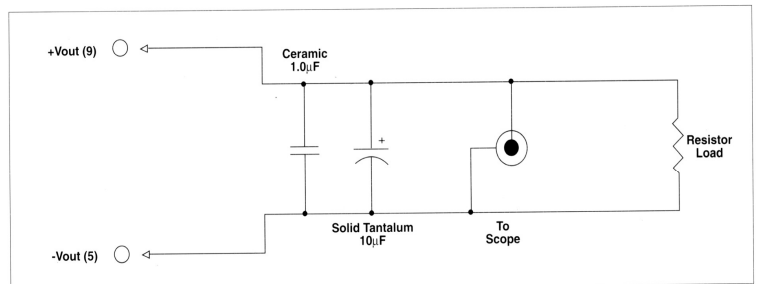 +Vout (9)
Ceramic
1.0µF
+
Resistor
Load
Solid Tantalum
10µF
To
Scope
-Vout (5)